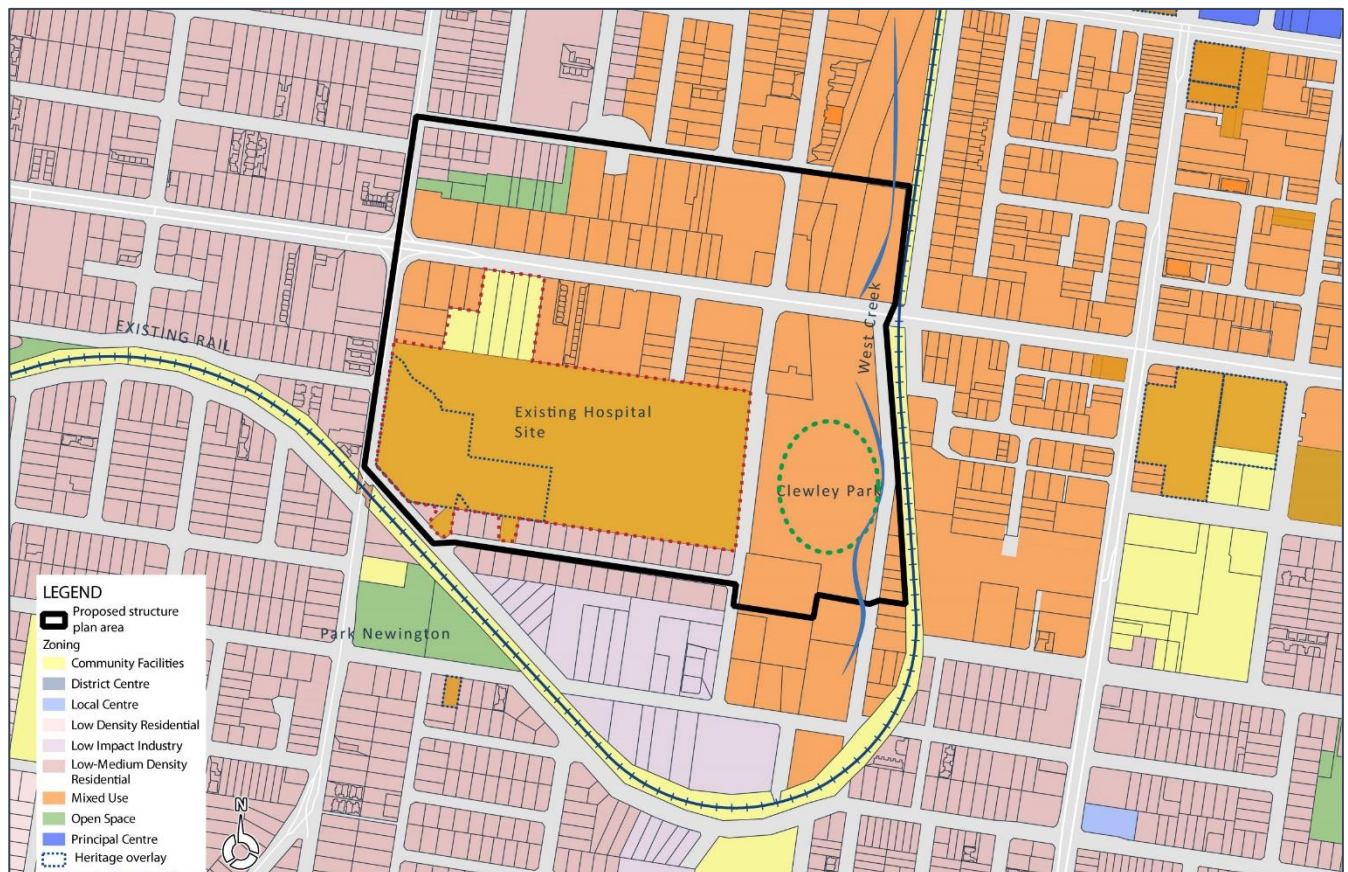 EXISTING RAIL
West Creek
Existing Hospital
Site
Clewley Park
Park Newington
LEGEND
Proposed structure
plan area
Zoning
Community Facilities
District Centre
Local Centre
Low Density Residential
Low Impact Industry
Low-Medium Density
Residential
Mixed Use
Open Space
Principal Centre
Heritage overlay
N